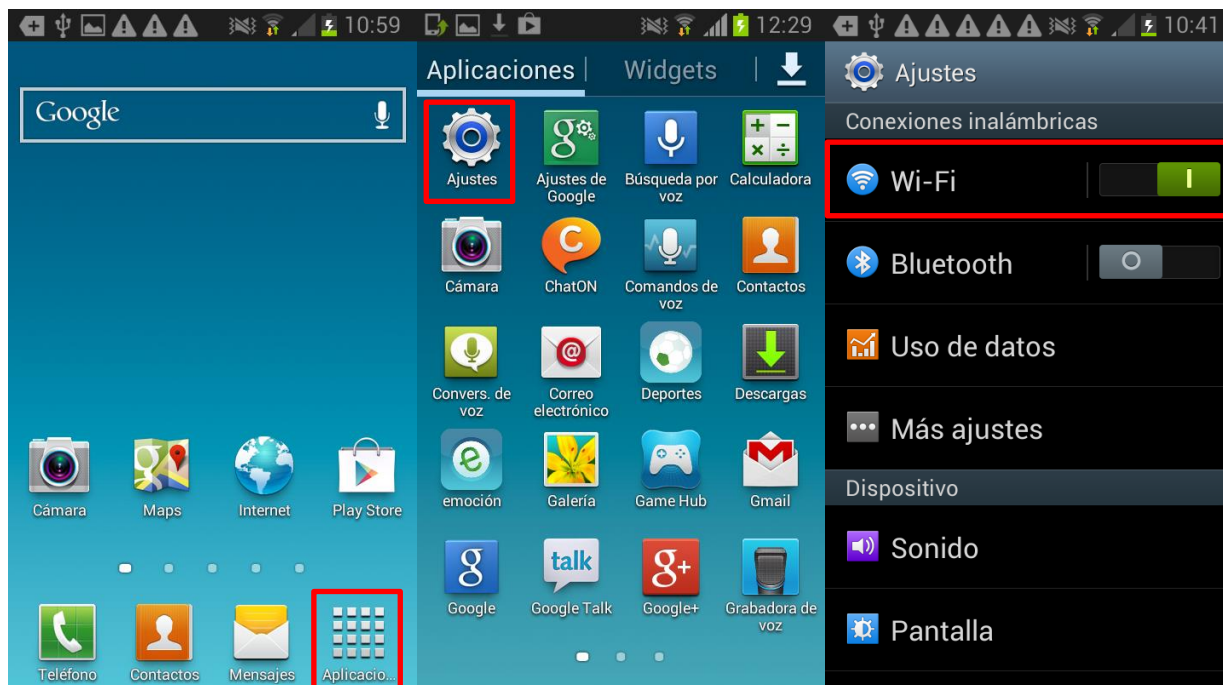 10:59
Google
Cámara Maps Internet Play Store
Teléfono Contactos Mensajes Aplicacio...
12:29
Aplicaciones Widgets
Ajustes Ajustes de Google Búsqueda por voz Calculadora
Cámara ChatON Comandos de voz Contactos
Convers. de voz Correo electrónico Deportes Descargas
emoción Galería Game Hub Gmail
talk
Google Google Talk Google+ Grabadora de voz
10:41
Ajustes
Conexiones inalámbricas
Wi-Fi
Bluetooth
Uso de datos
Más ajustes
Dispositivo
Sonido
Pantalla